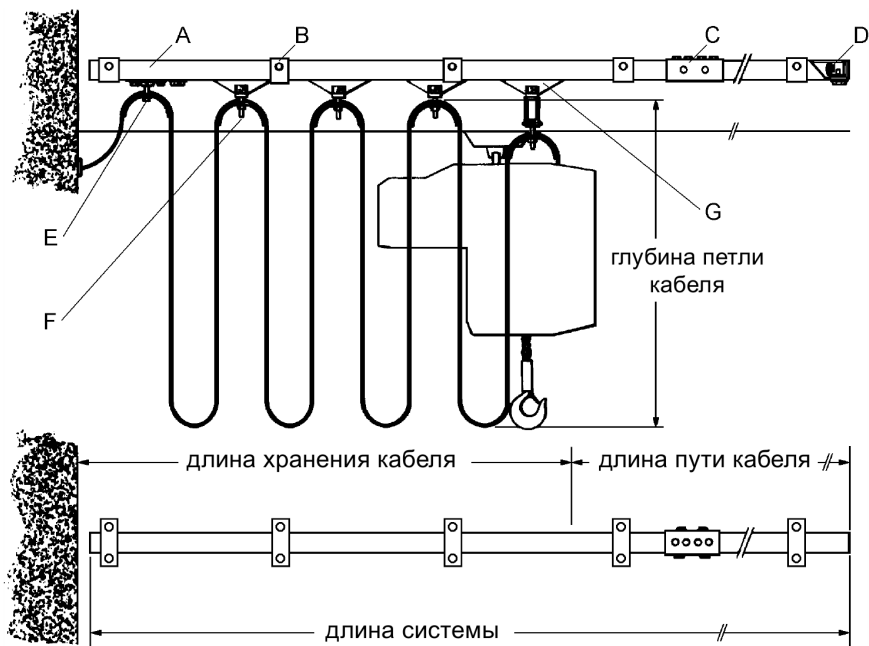 A
B
C
D
E
F
G
глубина петли
кабеля
длина хранения кабеля
длина пути кабеля
длина системы